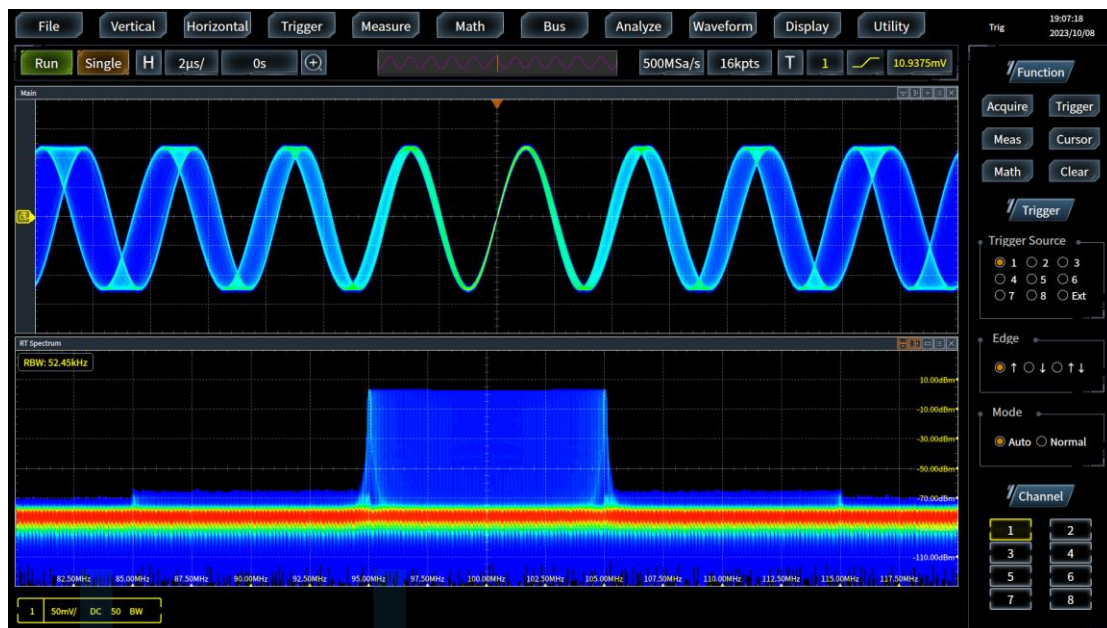 File Vertical Horizontal Trigger Measure Math Bus Analyze Waveform Display Utility Trig 19:07:18
2023/10/08
Run Single H 2μs/ 0s 500MSa/s 16kpts T 1 10.9375mV
Function
Main
Acquire Trigger
Meas Cursor
Math Clear
Trigger
Trigger Source
1 2 3
4 5 6
7 8 Ext
RT Spectrum
Edge
RBW: 52.45kHz
↑ ↓ ↑↓
10.00dBm
-10.00dBm
Mode
-30.00dBm
Auto Normal
-50.00dBm
-70.00dBm
Channel
1 2
3 4
-110.00dBm
5 6
82.50MHz 85.00MHz 87.50MHz 90.00MHz 92.50MHz 95.00MHz 97.50MHz 100.00MHz 102.50MHz 105.00MHz 107.50MHz 110.00MHz 112.50MHz 115.00MHz 117.50MHz
7 8
1 50mV/ DC 50 BW